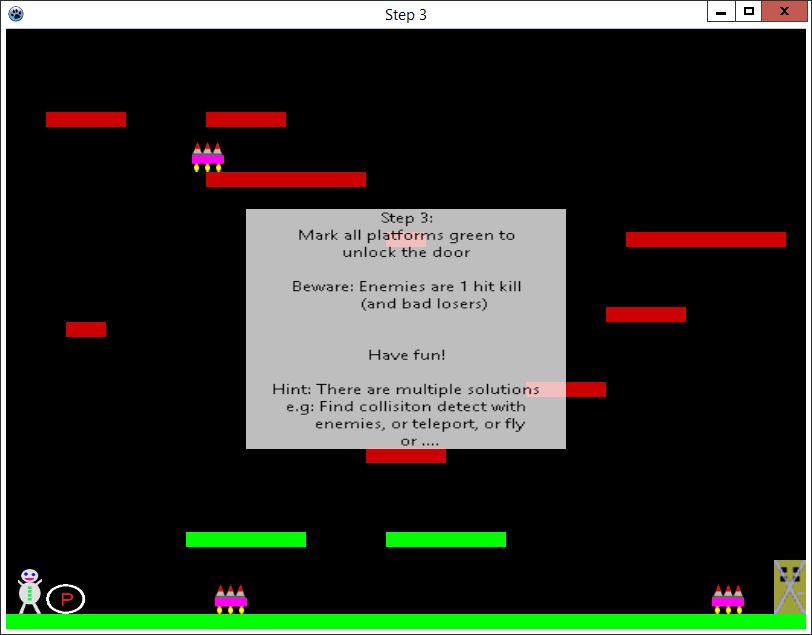 Step 3
Step 3:
Mark all platforms green to
unlock the door
Beware: Enemies are 1 hit kill
(and bad losers)
Have fun!
Hint: There are multiple solutions
e.g: Find collisiton detect with
enemies, or teleport, or fly
or ....
P